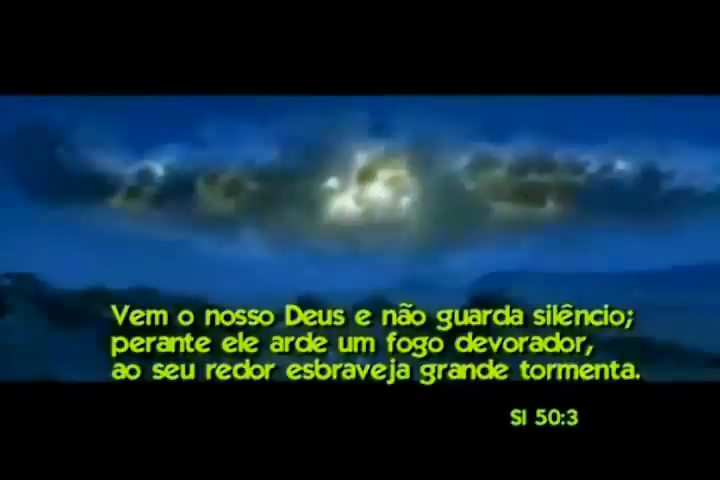 Vem o nosso Deus e não guarda silêncio;
perante ele arde um fogo devorador,
ao seu redor esbraveja grande tormenta.
Sl 50:3